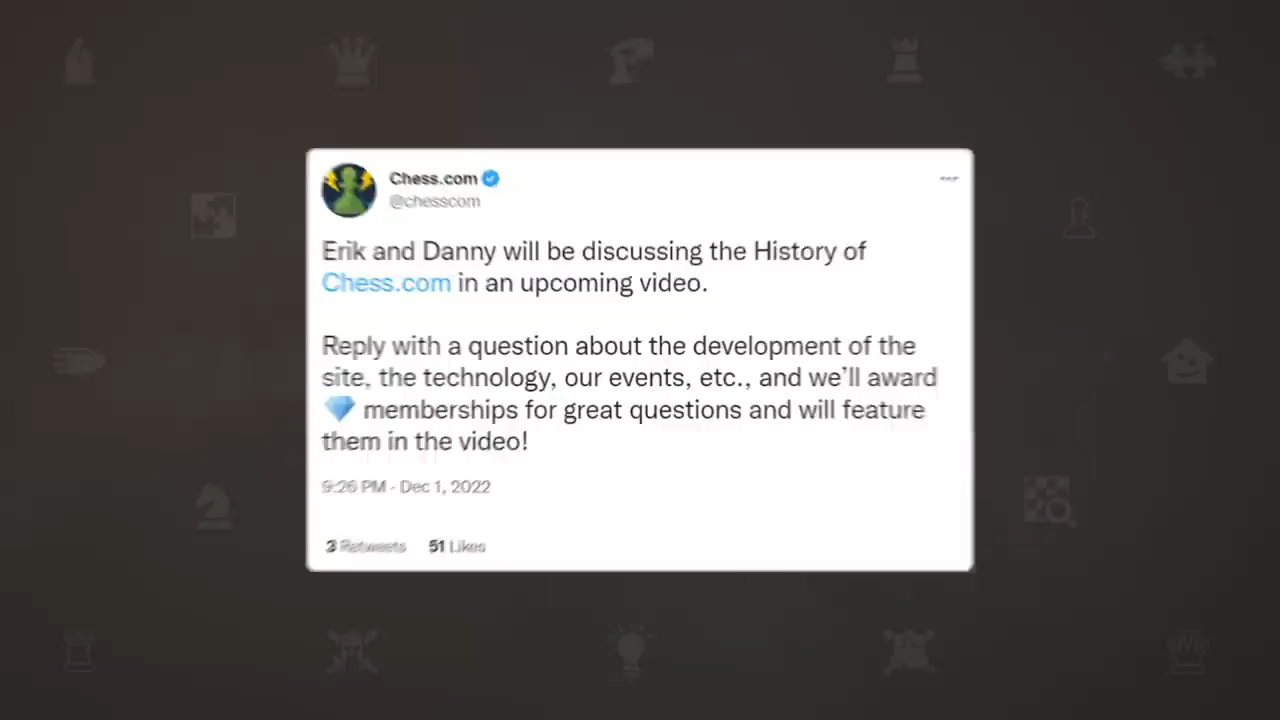 Chess.com
@chesscom
Erik and Danny will be discussing the History of
Chess.com in an upcoming video.
Reply with a question about the development of the
site, the technology, our events, etc., and we'll award
💎 memberships for great questions and will feature
them in the video!
9:26 PM · Dec 1, 2022
3 Retweets 51 Likes